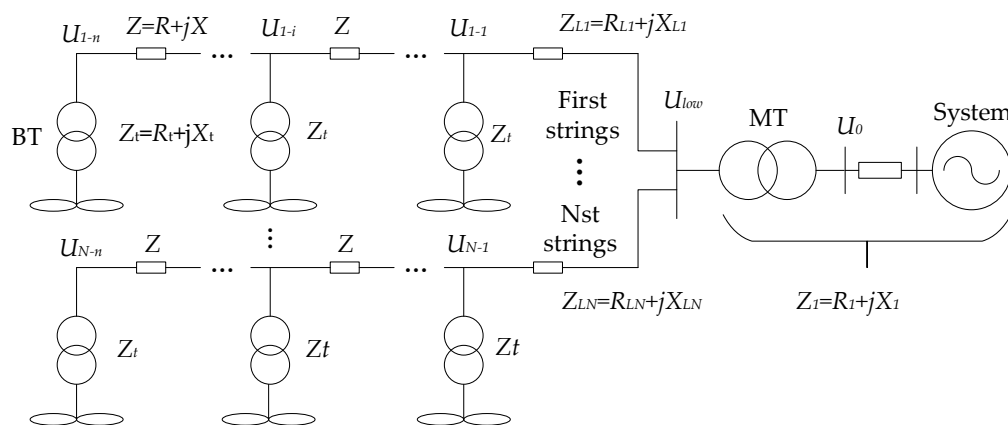 U1-n Z=R+jX U1-i Z U1-1 ZL1=RL1+jXL1
... ...
BT Zt=Rt+jXt Zt Zt
First
strings
⋮
Nst
strings
Ulow MT U0 System
UN-n Z ⋮ Z UN-1
... ...
ZLN=RLN+jXLN Z1=R1+jX1
Zt Zt Zt